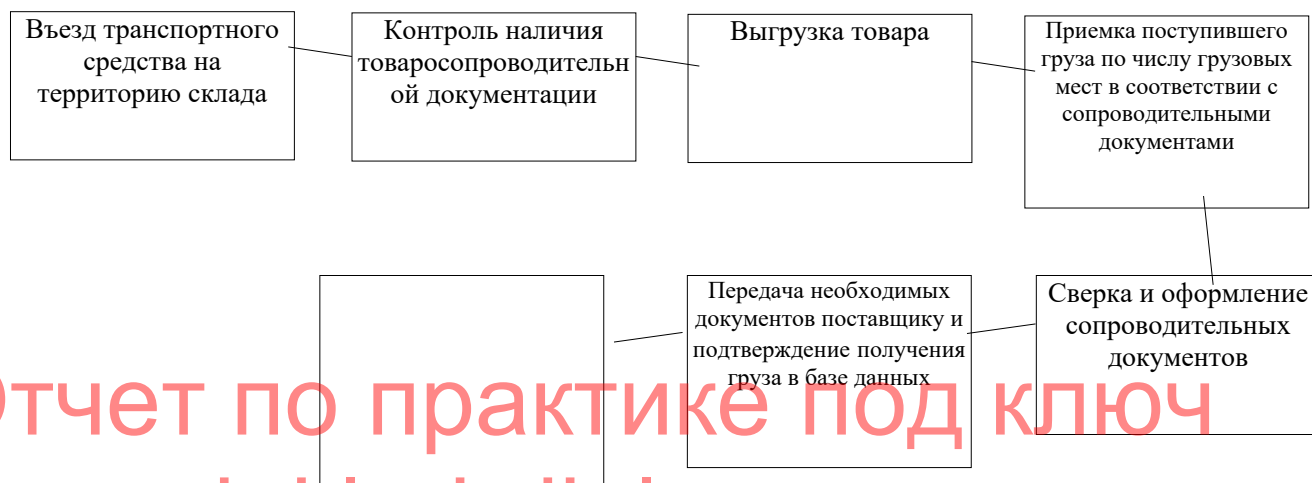 Въезд транспортного
средства на
территорию склада
Контроль наличия
товаросопроводительн
ой документации
Выгрузка товара
Приемка поступившего
груза по числу грузовых
мест в соответствии с
сопроводительными
документами
Передача необходимых
документов поставщику и
подтверждение получения
груза в базе данных
Сверка и оформление
сопроводительных
документов
Отчет по практике под ключ